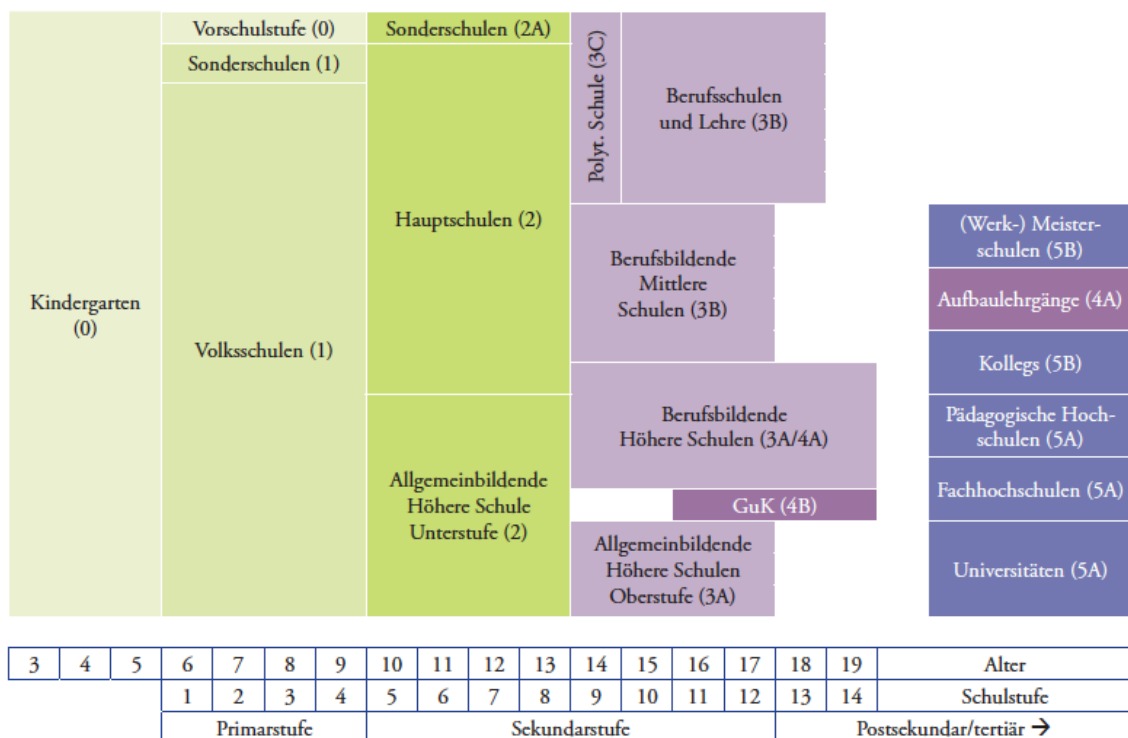 Kindergarten
(0)
Vorschulstufe (0)
Sonderschulen (1)
Volksschulen (1)
Sonderschulen (2A)
Hauptschulen (2)
Allgemeinbildende
Höhere Schule
Unterstufe (2)
Polyt. Schule (3C)
Berufsschulen
und Lehre (3B)
Berufsbildende
Mittlere
Schulen (3B)
Berufsbildende
Höhere Schulen (3A/4A)
GuK (4B)
Allgemeinbildende
Höhere Schulen
Oberstufe (3A)
(Werk-) Meister-
schulen (5B)
Aufbaulehrgänge (4A)
Kollegs (5B)
Pädagogische Hoch-
schulen (5A)
Fachhochschulen (5A)
Universitäten (5A)
3 4 5 6 7 8 9 10 11 12 13 14 15 16 17 18 19 Alter
1 2 3 4 5 6 7 8 9 10 11 12 13 14 Schulstufe
Primarstufe Sekundarstufe Postsekundar/tertiär →